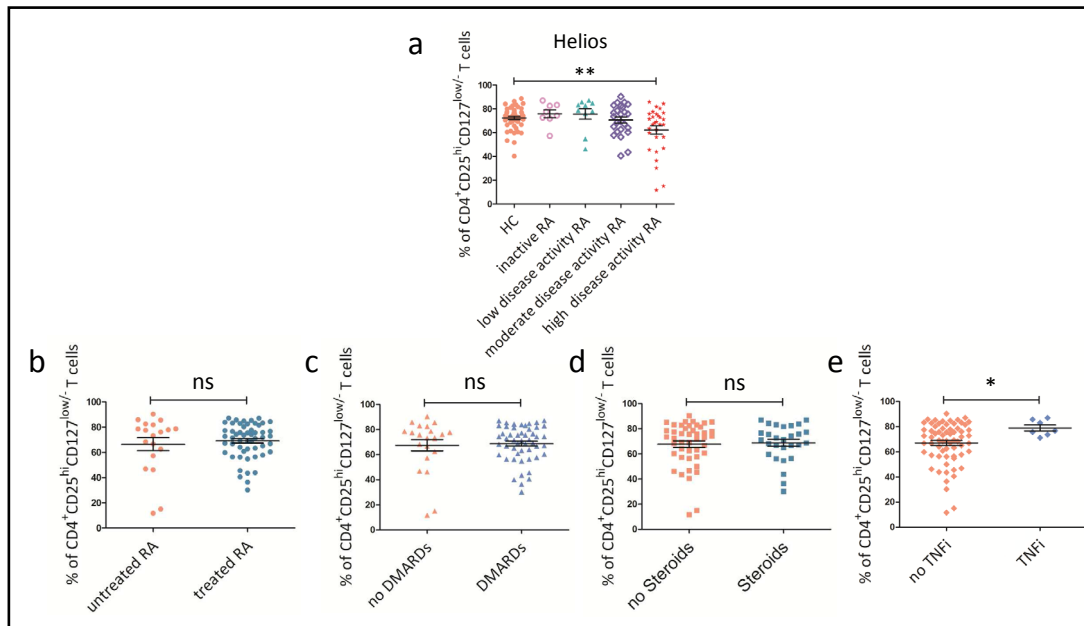 a
Helios
**
% of CD4⁺CD25ʰⁱCD127ˡᵒʷ/⁻ T cells
100
80
60
40
20
0
HC
inactive RA
low disease activity RA
moderate disease activity RA
high disease activity RA
b
ns
% of CD4⁺CD25ʰⁱCD127ˡᵒʷ/⁻ T cells
100
80
60
40
20
0
untreated RA
treated RA
c
ns
% of CD4⁺CD25ʰⁱCD127ˡᵒʷ/⁻ T cells
100
80
60
40
20
0
no DMARDs
DMARDs
d
ns
% of CD4⁺CD25ʰⁱCD127ˡᵒʷ/⁻ T cells
100
80
60
40
20
0
no Steroids
Steroids
e
*
% of CD4⁺CD25ʰⁱCD127ˡᵒʷ/⁻ T cells
100
80
60
40
20
0
no TNFi
TNFi